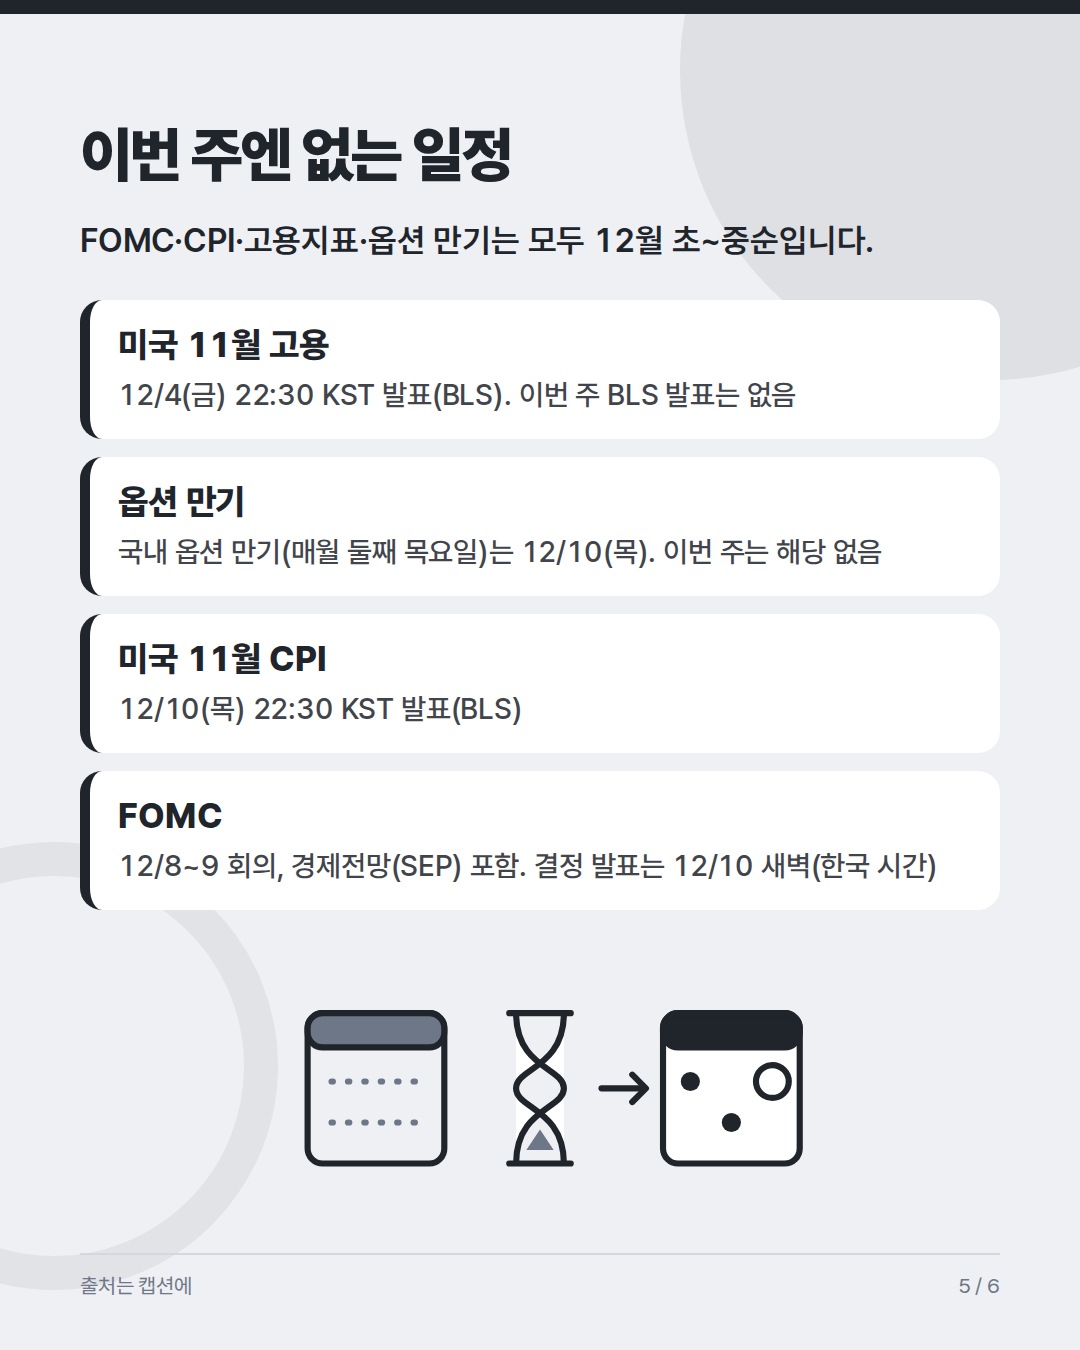 이번 주엔 없는 일정
FOMC·CPI·고용지표·옵션 만기는 모두 12월 초~중순입니다.
미국 11월 고용
12/4(금) 22:30 KST 발표(BLS). 이번 주 BLS 발표는 없음
옵션 만기
국내 옵션 만기(매월 둘째 목요일)는 12/10(목). 이번 주는 해당 없음
미국 11월 CPI
12/10(목) 22:30 KST 발표(BLS)
FOMC
12/8~9 회의, 경제전망(SEP) 포함. 결정 발표는 12/10 새벽(한국 시간)
출처는 캡션에
5 / 6